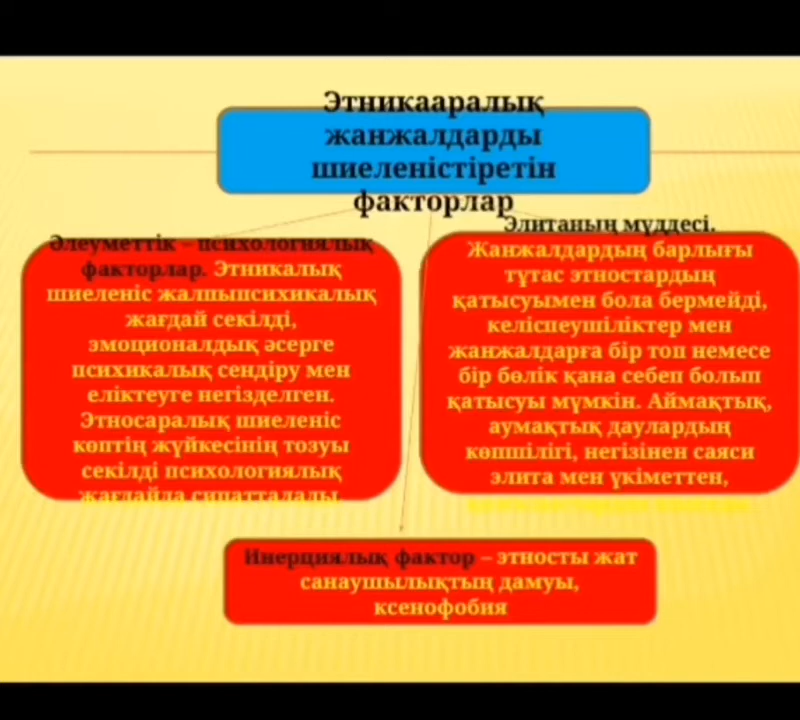 Этникааралық
жанжалдарды
шиеленістіретін
факторлар
Әлеуметтік – психологиялық
факторлар. Этникалық
шиеленіс жалпыпсихикалық
жағдай секілді,
эмоционалдық әсерге
психикалық сендіру мен
еліктеуге негізделген.
Этносаралық шиеленіс
көптің жүйкесінің тозуы
секілді психологиялық
жағдайда сипатталады.
Элитаның мүддесі.
Жанжалдардың барлығы
тұтас этностардың
қатысуымен бола бермейді,
келіспеушіліктер мен
жанжалдарға бір топ немесе
бір бөлік қана себеп болып
қатысуы мүмкін. Аймақтық,
аумақтық даулардың
көпшілігі, негізінен саяси
элита мен үкіметтен,
Инерциялық фактор – этносты жат
санаушылықтың дамуы,
ксенофобия